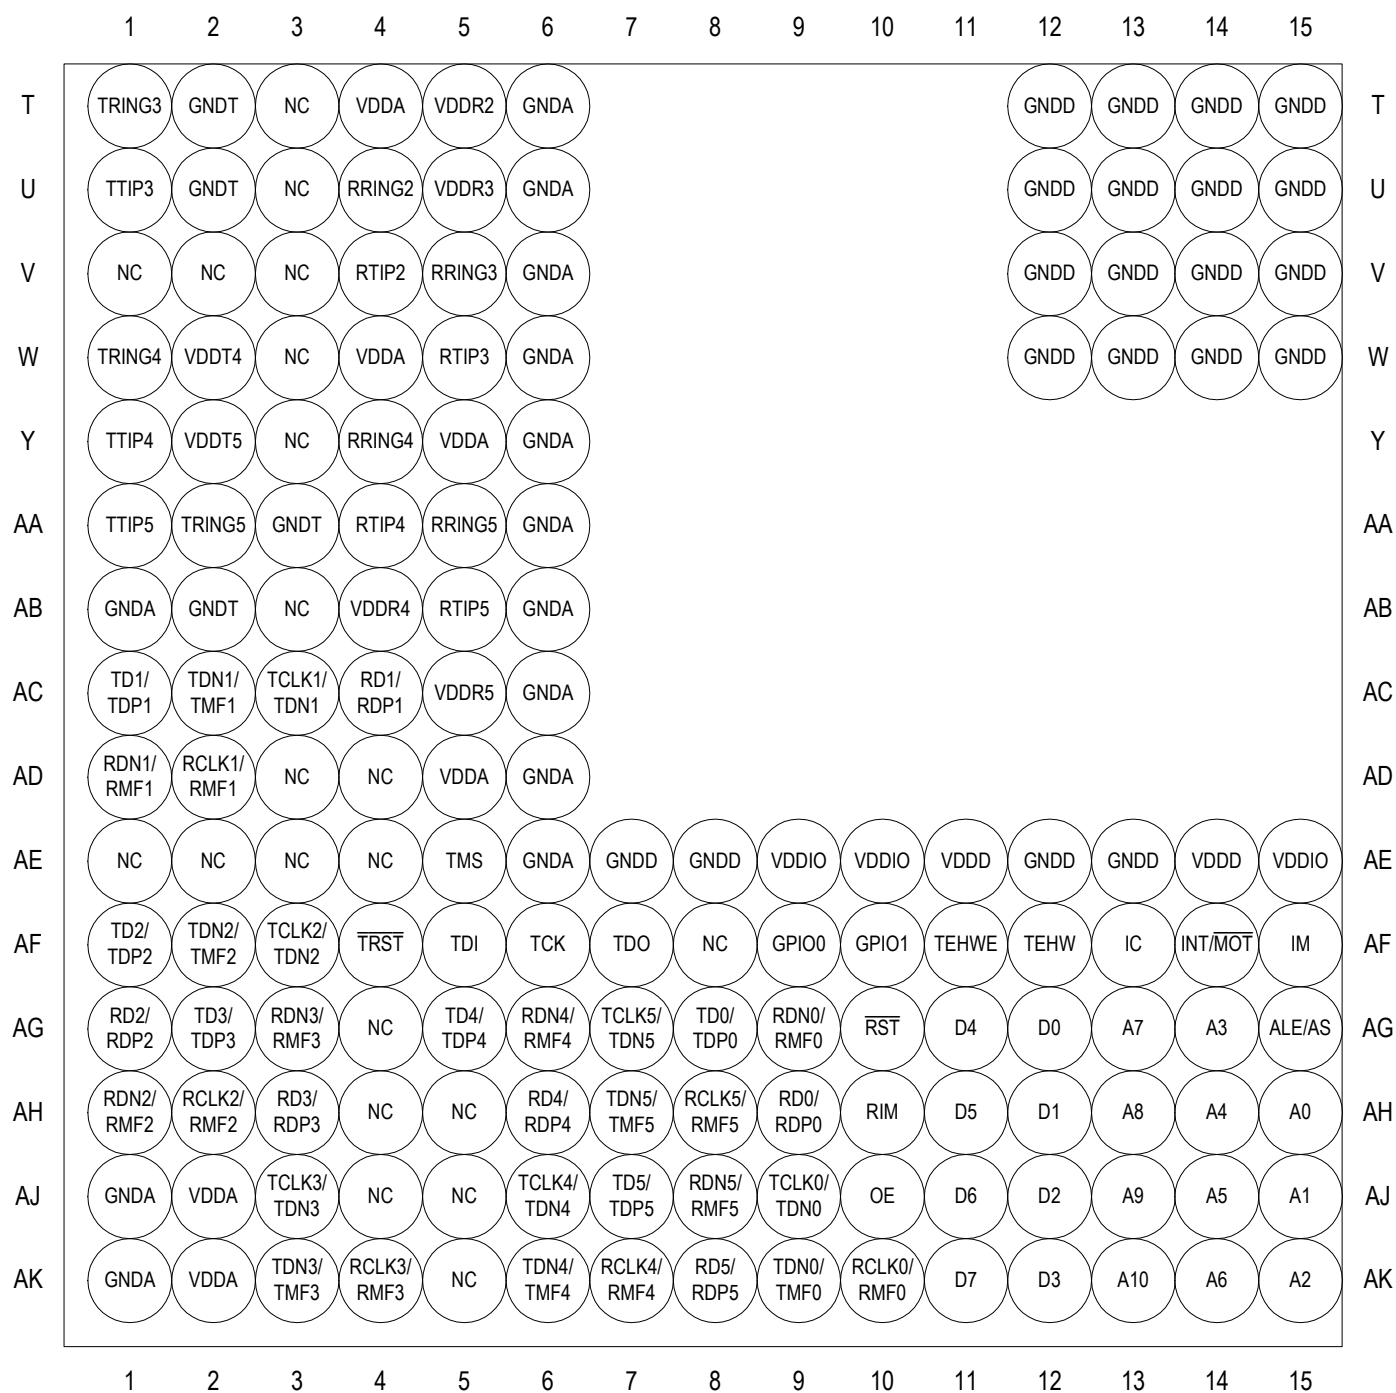 1 2 3 4 5 6 7 8 9 10 11 12 13 14 15
T TRING3 GNDT NC VDDA VDDR2 GNDA GNDD GNDD GNDD GNDD T
U TTIP3 GNDT NC RRING2 VDDR3 GNDA GNDD GNDD GNDD GNDD U
V NC NC NC RTIP2 RRING3 GNDA GNDD GNDD GNDD GNDD V
W TRING4 VDDT4 NC VDDA RTIP3 GNDA GNDD GNDD GNDD GNDD W
Y TTIP4 VDDT5 NC RRING4 VDDA GNDA Y
AA TTIP5 TRING5 GNDT RTIP4 RRING5 GNDA AA
AB GNDA GNDT NC VDDR4 RTIP5 GNDA AB
TD1/ TDN1/ TCLK1/ RD1/
AC VDDR5 GNDA AC
TDP1 TMF1 TDN1 RDP1
RDN1/ RCLK1/
AD NC NC VDDA GNDA AD
RMF1 RMF1
AE NC NC NC NC TMS GNDA GNDD GNDD VDDIO VDDIO VDDD GNDD GNDD VDDD VDDIO AE
TD2/ TDN2/ TCLK2/
AF TRST TDI TCK TDO NC GPIO0 GPIO1 TEHWE TEHW IC INT/MOT IM AF
TDP2 TMF2 TDN2
RD2/ TD3/ RDN3/ TD4/ RDN4/ TCLK5/ TD0/ RDN0/
AG NC RST D4 D0 A7 A3 ALE/AS AG
RDP2 TDP3 RMF3 TDP4 RMF4 TDN5 TDP0 RMF0
RDN2/ RCLK2/ RD3/ RD4/ TDN5/ RCLK5/ RD0/
AH NC NC RIM D5 D1 A8 A4 A0 AH
RMF2 RMF2 RDP3 RDP4 TMF5 RMF5 RDP0
TCLK3/ TCLK4/ TD5/ RDN5/ TCLK0/
AJ GNDA VDDA NC NC OE D6 D2 A9 A5 A1 AJ
TDN3 TDN4 TDP5 RMF5 TDN0
TDN3/ RCLK3/ TDN4/ RCLK4/ RD5/ TDN0/ RCLK0/
AK GNDA VDDA NC D7 D3 A10 A6 A2 AK
TMF3 RMF3 TMF4 RMF4 RDP5 TMF0 RMF0
1 2 3 4 5 6 7 8 9 10 11 12 13 14 15